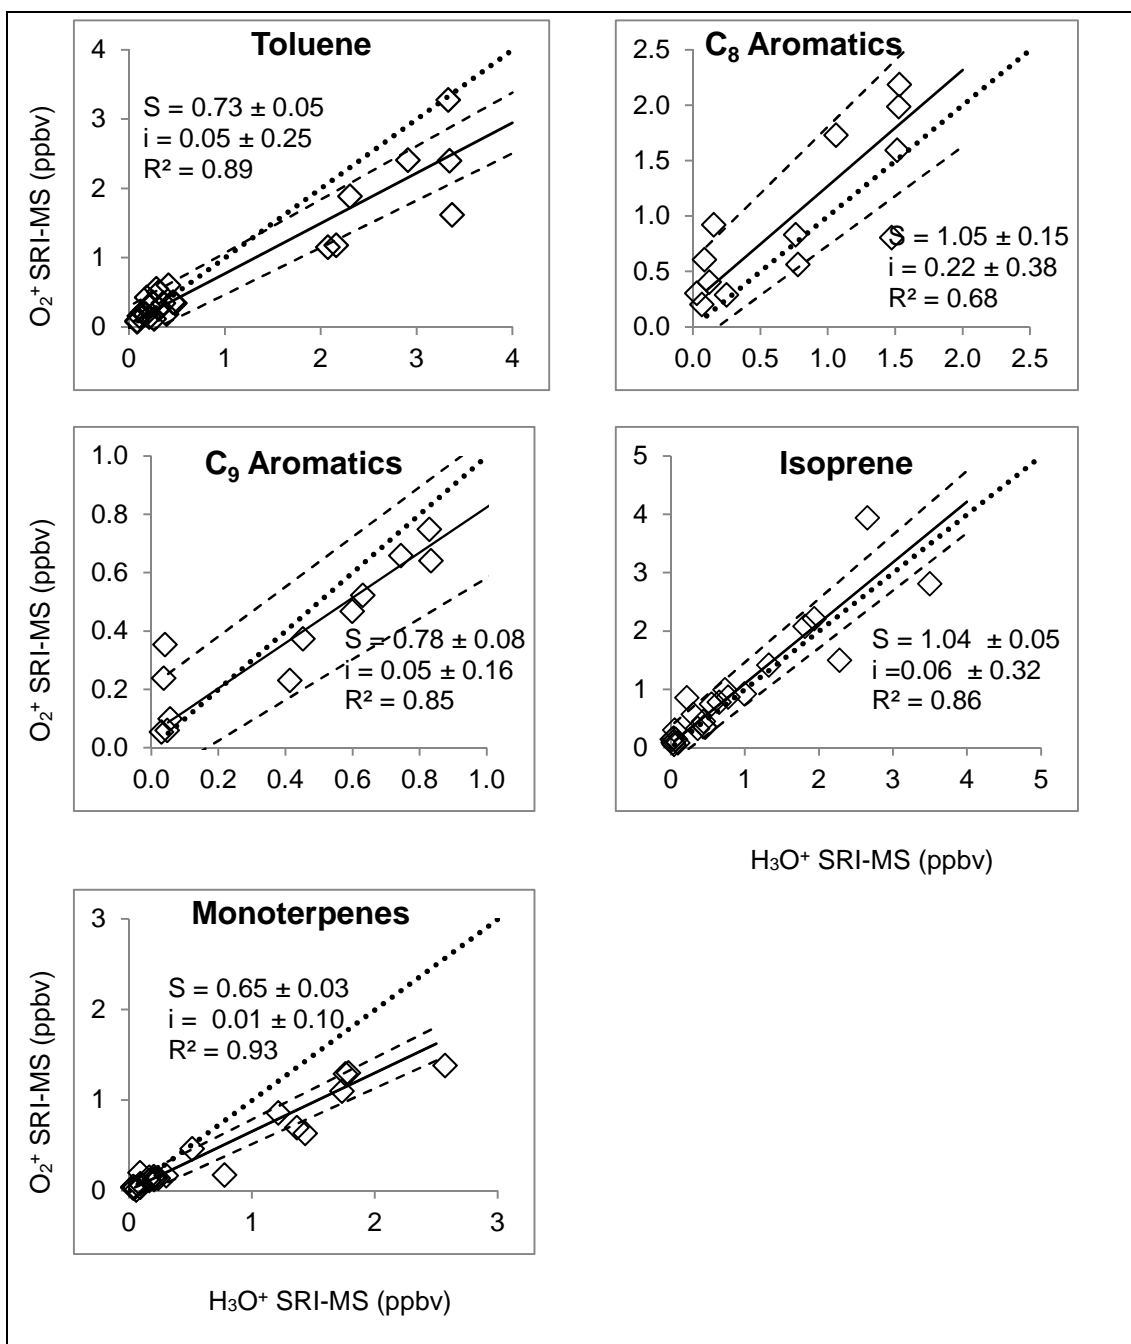 Toluene
4
3
2
1
0
0 1 2 3 4
S = 0.73 ± 0.05
i = 0.05 ± 0.25
R² = 0.89
O₂⁺ SRI-MS (ppbv)
C₈ Aromatics
2.5
2.0
1.5
1.0
0.5
0.0
0.0 0.5 1.0 1.5 2.0 2.5
S = 1.05 ± 0.15
i = 0.22 ± 0.38
R² = 0.68
C₉ Aromatics
1.0
0.8
0.6
0.4
0.2
0.0
0.0 0.2 0.4 0.6 0.8 1.0
S = 0.78 ± 0.08
i = 0.05 ± 0.16
R² = 0.85
O₂⁺ SRI-MS (ppbv)
Isoprene
5
4
3
2
1
0
0 1 2 3 4 5
S = 1.04 ± 0.05
i =0.06 ± 0.32
R² = 0.86
H₃O⁺ SRI-MS (ppbv)
Monoterpenes
3
2
1
0
0 1 2 3
S = 0.65 ± 0.03
i = 0.01 ± 0.10
R² = 0.93
O₂⁺ SRI-MS (ppbv)
H₃O⁺ SRI-MS (ppbv)